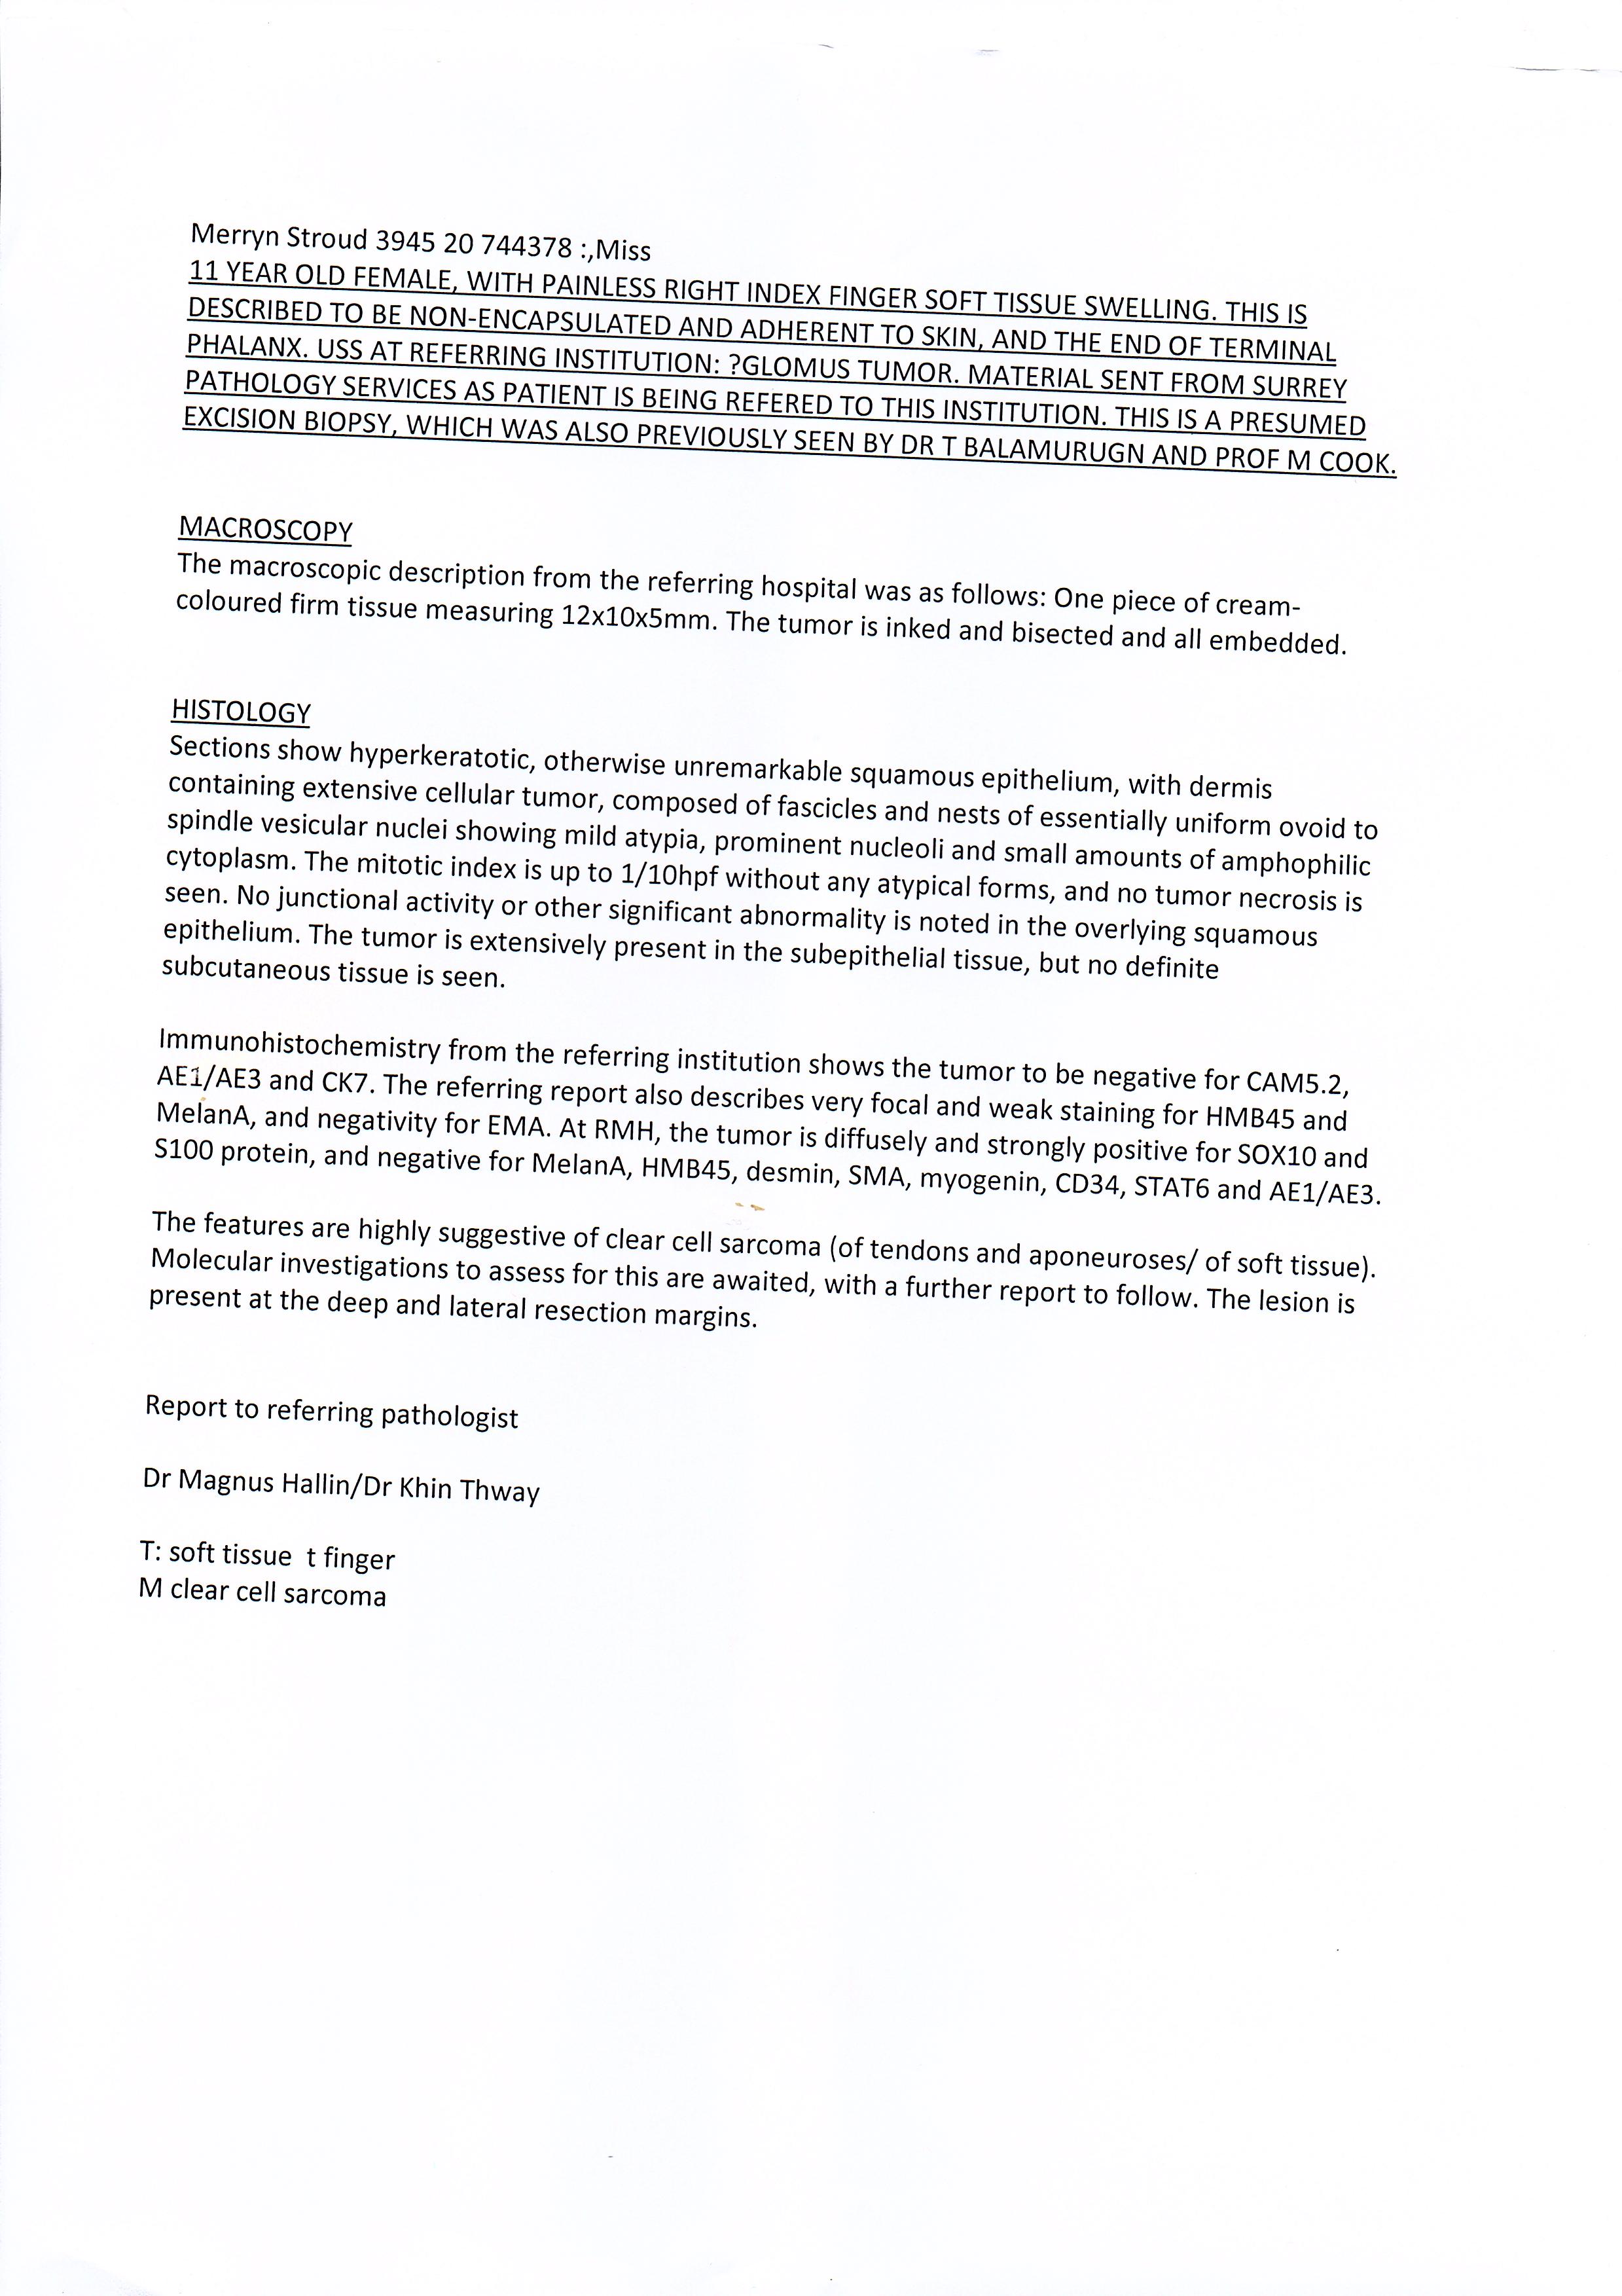 Merryn Stroud 3945 20 744378 :,Miss
11 YEAR OLD FEMALE, WITH PAINLESS RIGHT INDEX FINGER SOFT TISSUE SWELLING. THIS IS
DESCRIBED TO BE NON-ENCAPSULATED AND ADHERENT TO SKIN, AND THE END OF TERMINAL
PHALANX. USS AT REFERRING INSTITUTION: ?GLOMUS TUMOR. MATERIAL SENT FROM SURREY
PATHOLOGY SERVICES AS PATIENT IS BEING REFERED TO THIS INSTITUTION. THIS IS A PRESUMED
EXCISION BIOPSY, WHICH WAS ALSO PREVIOUSLY SEEN BY DR T BALAMURUGN AND PROF M COOK.
MACROSCOPY
The macroscopic description from the referring hospital was as follows: One piece of cream-
coloured firm tissue measuring 12x10x5mm. The tumor is inked and bisected and all embedded.
HISTOLOGY
Sections show hyperkeratotic, otherwise unremarkable squamous epithelium, with dermis
containing extensive cellular tumor, composed of fascicles and nests of essentially uniform ovoid to
spindle vesicular nuclei showing mild atypia, prominent nucleoli and small amounts of amphophilic
cytoplasm. The mitotic index is up to 1/10hpf without any atypical forms, and no tumor necrosis is
seen. No junctional activity or other significant abnormality is noted in the overlying squamous
epithelium. The tumor is extensively present in the subepithelial tissue, but no definite
subcutaneous tissue is seen.
Immunohistochemistry from the referring institution shows the tumor to be negative for CAM5.2,
AE1/AE3 and CK7. The referring report also describes very focal and weak staining for HMB45 and
MelanA, and negativity for EMA. At RMH, the tumor is diffusely and strongly positive for SOX10 and
S100 protein, and negative for MelanA, HMB45, desmin, SMA, myogenin, CD34, STAT6 and AE1/AE3.
The features are highly suggestive of clear cell sarcoma (of tendons and aponeuroses/ of soft tissue).
Molecular investigations to assess for this are awaited, with a further report to follow. The lesion is
present at the deep and lateral resection margins.
Report to referring pathologist
Dr Magnus Hallin/Dr Khin Thway
T: soft tissue  t finger
M clear cell sarcoma